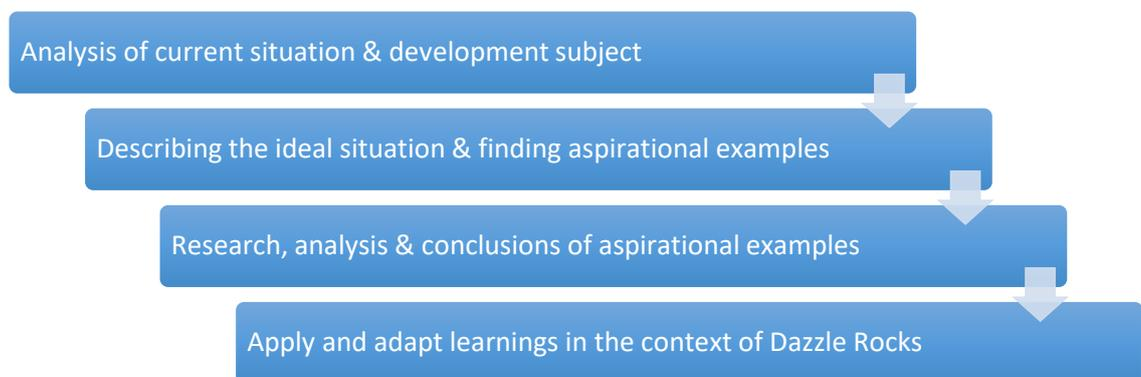 Analysis of current situation & development subject
Describing the ideal situation & finding aspirational examples
Research, analysis & conclusions of aspirational examples
Apply and adapt learnings in the context of Dazzle Rocks